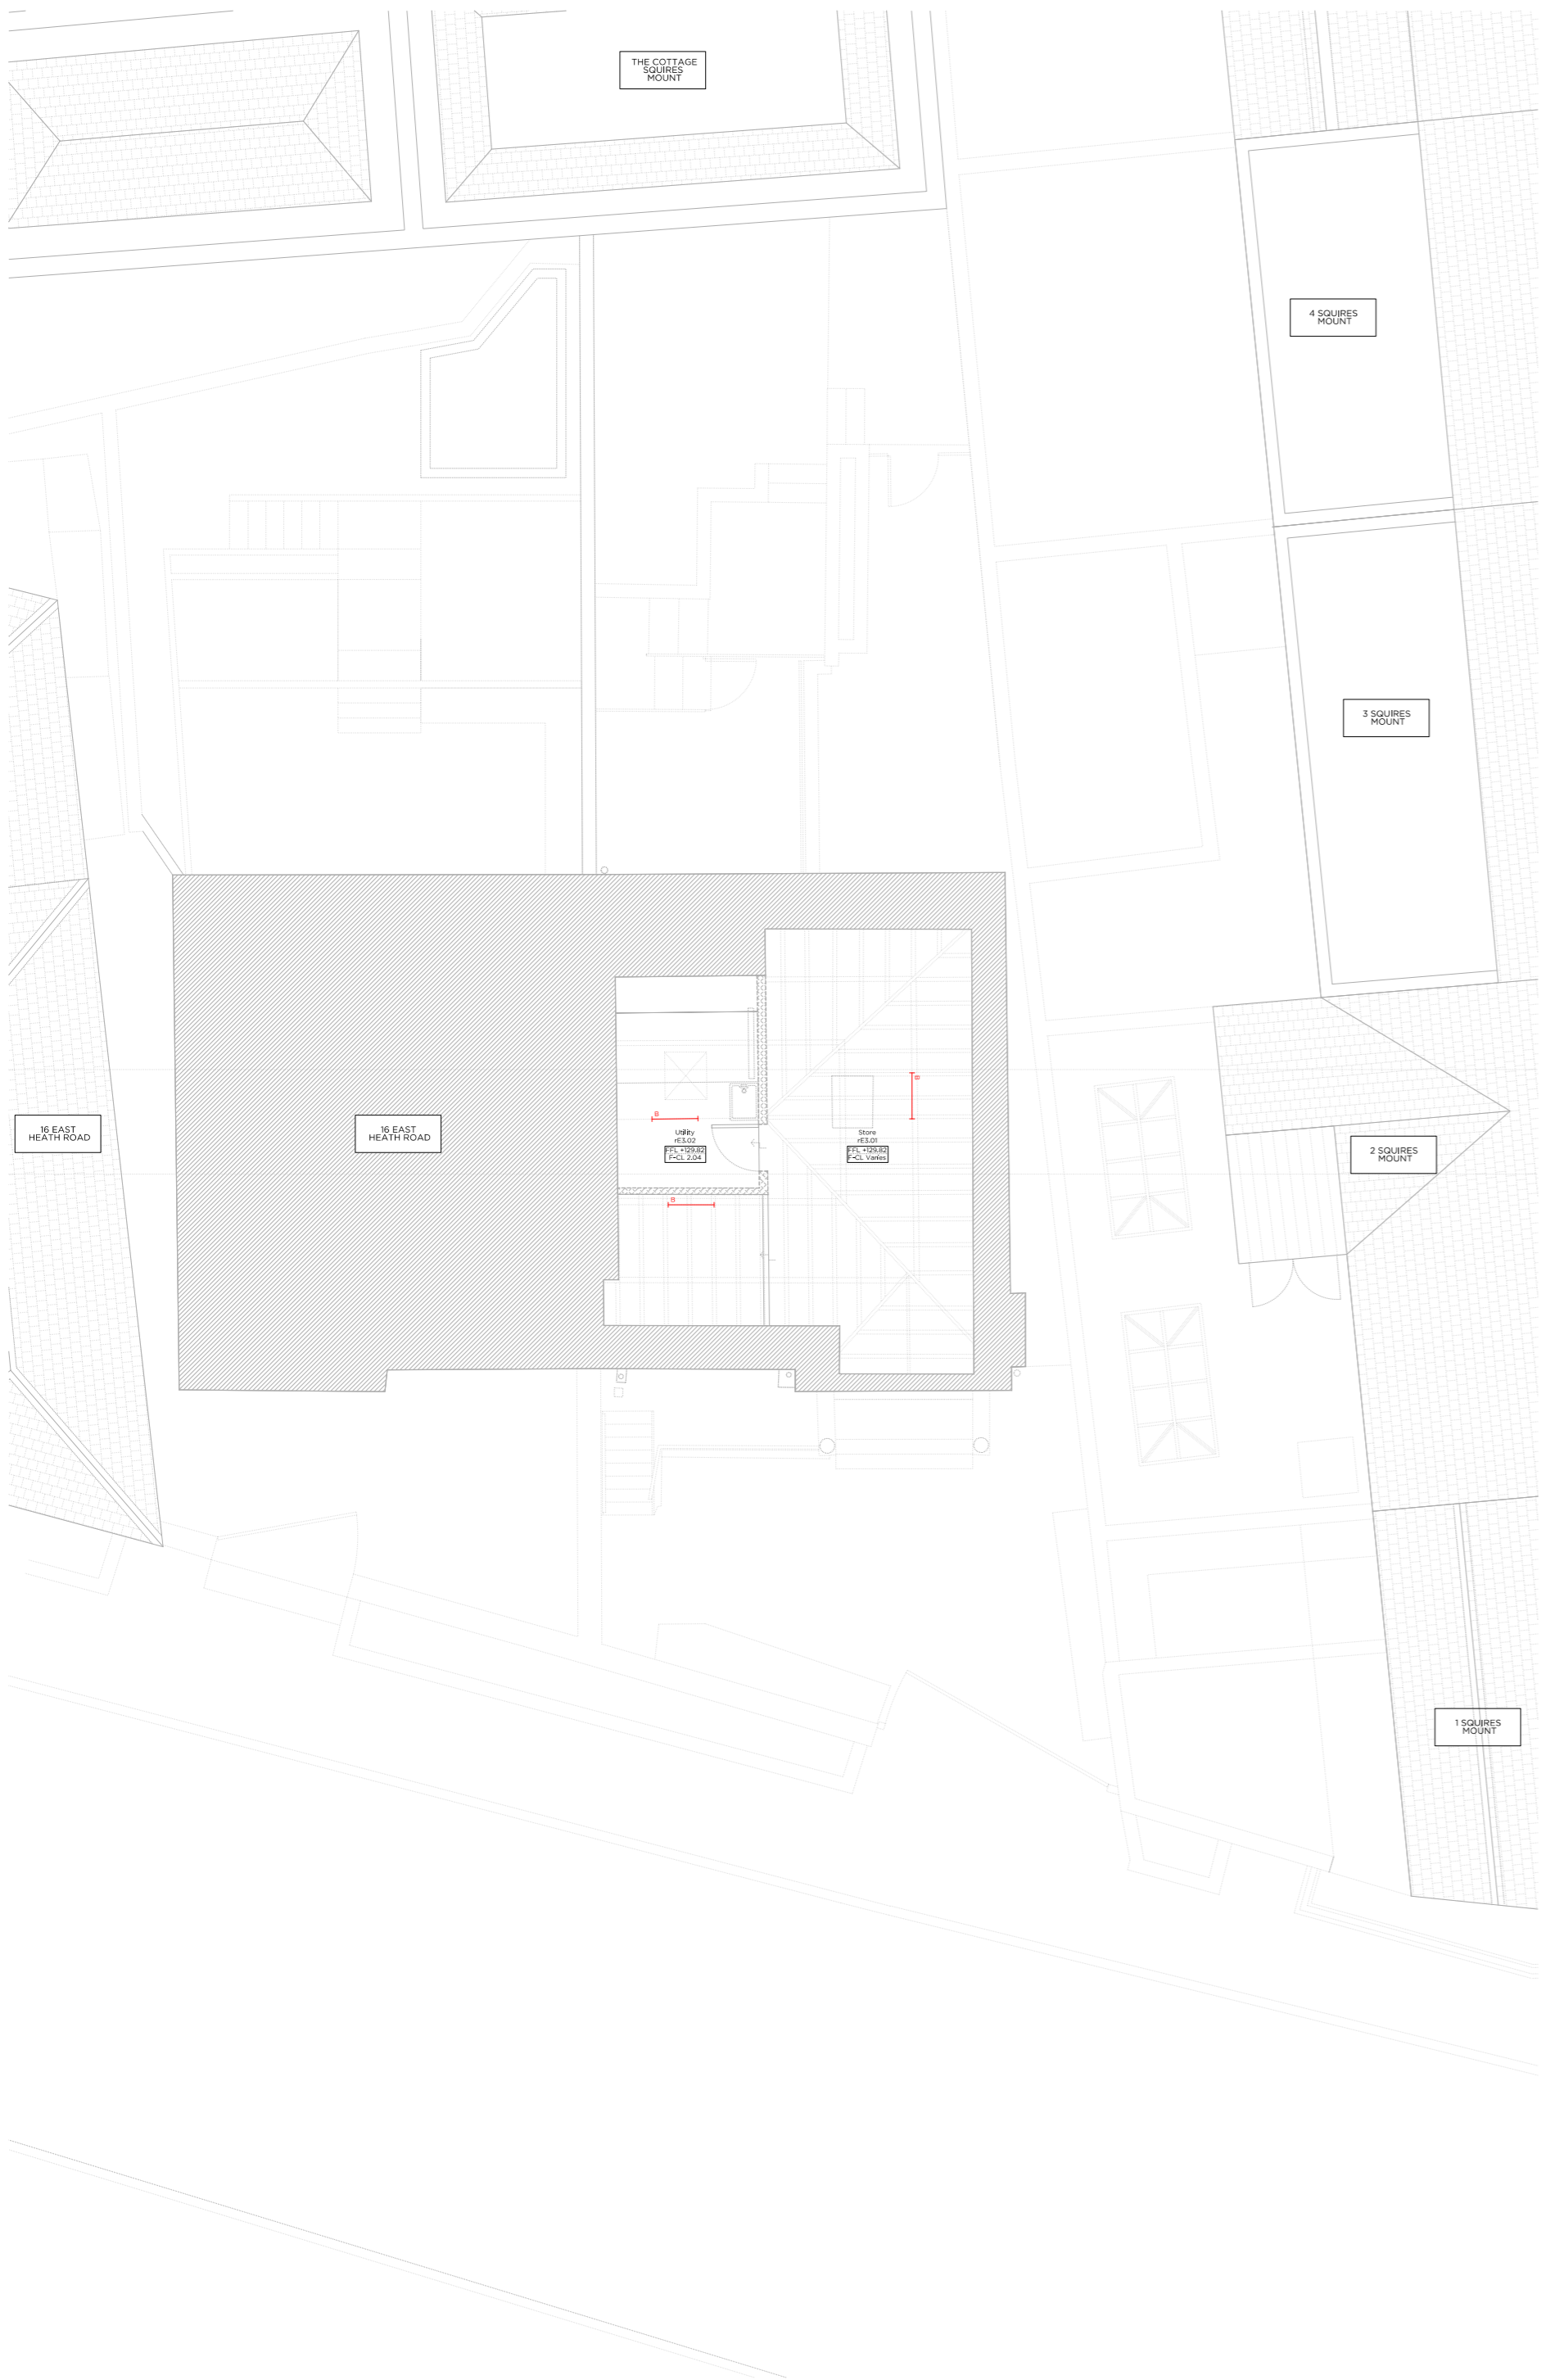 THE COTTAGE
SQUIRES
MOUNT
4 SQUIRES
MOUNT
3 SQUIRES
MOUNT
16 EAST
HEATH ROAD
16 EAST
HEATH ROAD
B
B
Utility
rE3.02
FFL +129.82
F-CL 2.04
Store
rE3.01
FFL +129.82
F-CL Varies
2 SQUIRES
MOUNT
B
1 SQUIRES
MOUNT